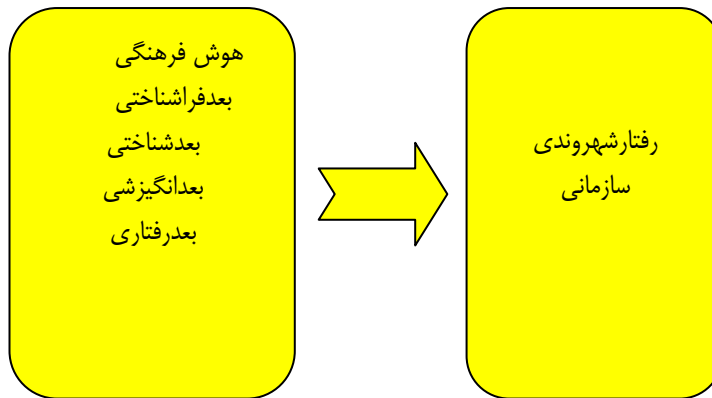 هوش فرهنگی
بعدفراشناختی
بعدشناختی
بعدانگیزشی
بعدرفتاری
رفتارشهروندی
سازمانی